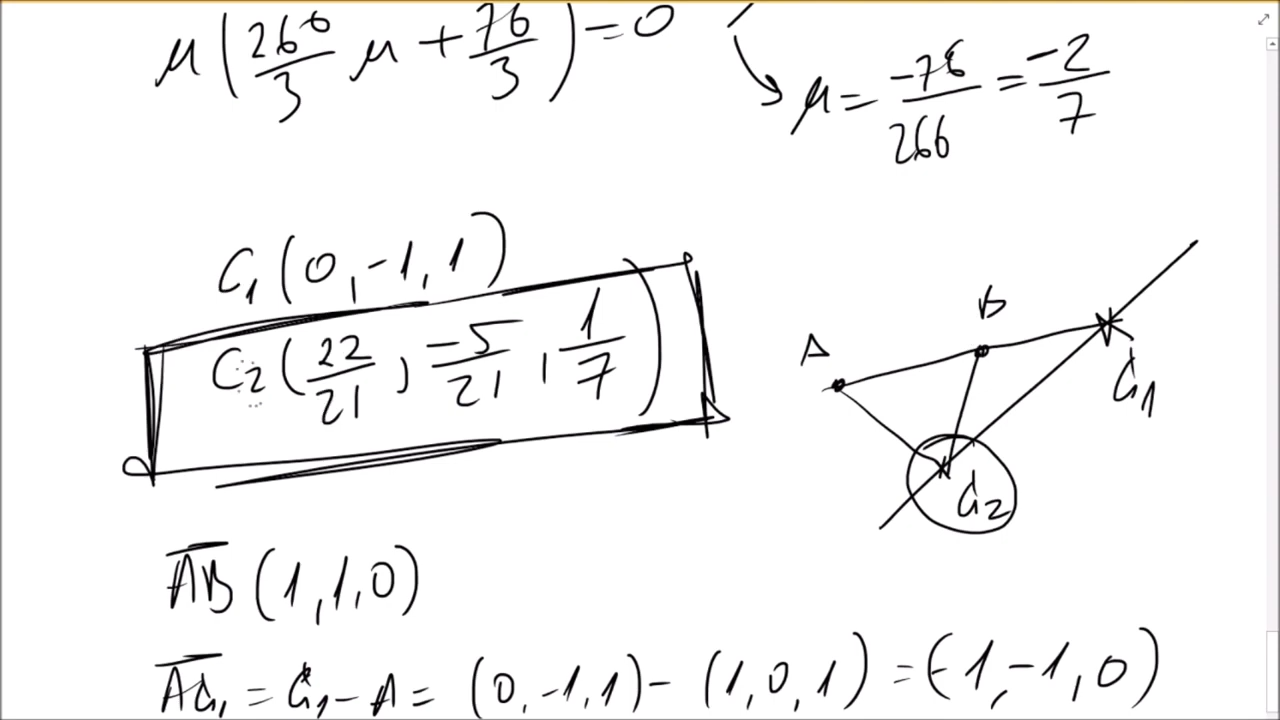 μ(266/3 μ + 76/3) = 0
μ = -76/266 = -2/7
C₁(0, -1, 1)
C₂(22/21, -5/21, 1/7)
A
B
C₁
C₂
AB (1, 1, 0)
AC₁ = C₁ - A = (0, -1, 1) - (1, 0, 1) = (-1, -1, 0)